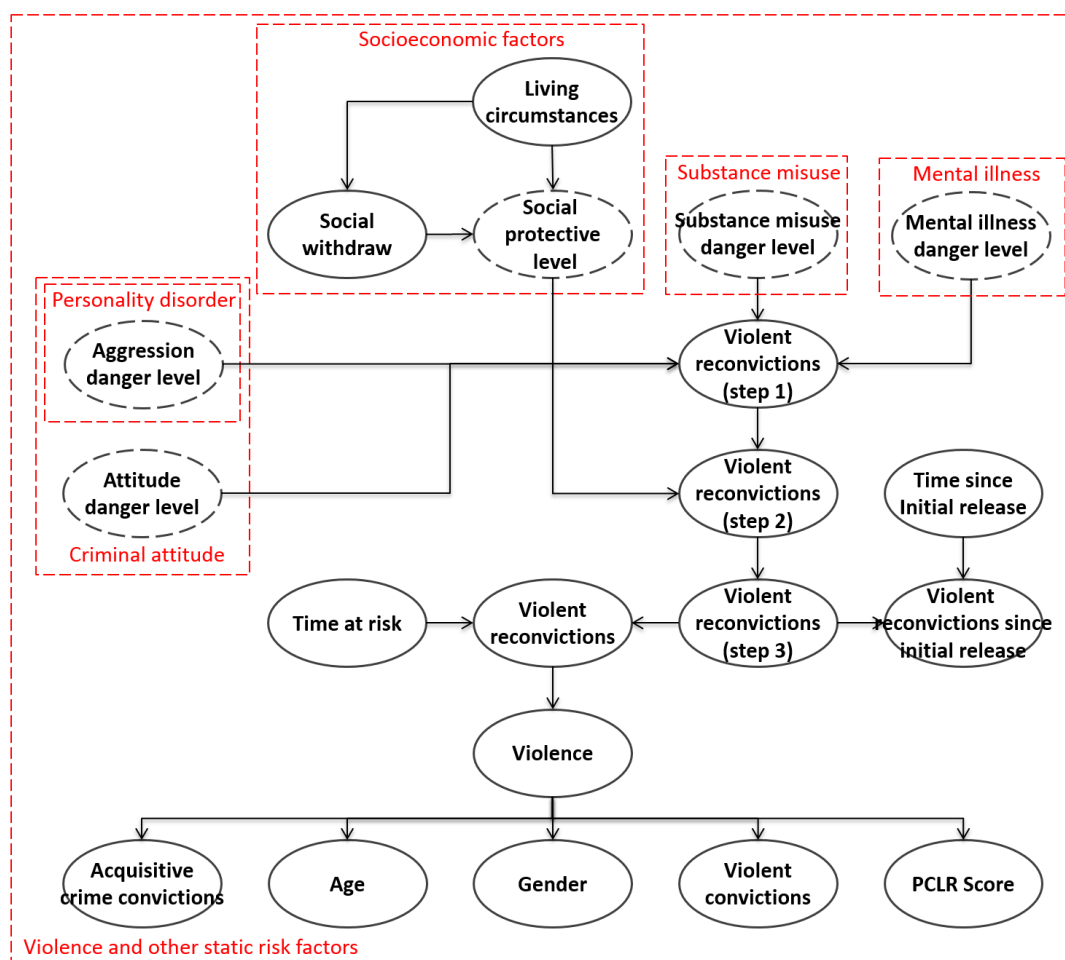 Socioeconomic factors
Living
circumstances
Substance misuse
Mental illness
Social
withdraw
Social
protective
level
Substance misuse
danger level
Mental illness
danger level
Personality disorder
Aggression
danger level
Violent
reconvictions
(step 1)
Attitude
danger level
Criminal attitude
Violent
reconvictions
(step 2)
Time since
Initial release
Time at risk
Violent
reconvictions
Violent
reconvictions
(step 3)
Violent
reconvictions since
initial release
Violence
Acquisitive
crime convictions
Age
Gender
Violent
convictions
PCLR Score
Violence and other static risk factors